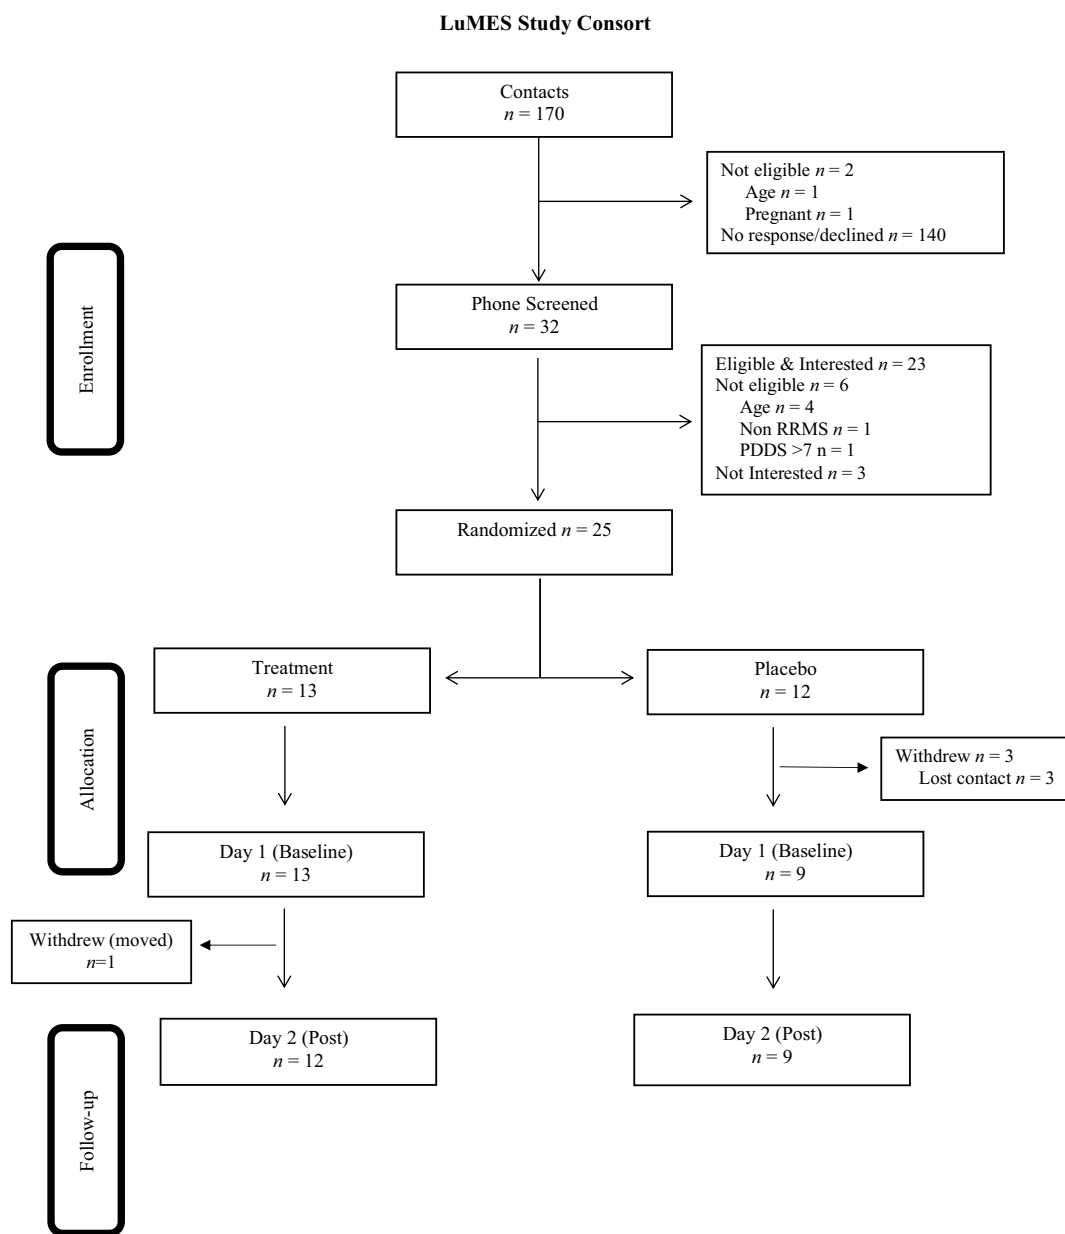 LuMES Study Consort
Contacts
n = 170
Not eligible n = 2
Age n = 1
Pregnant n = 1
No response/declined n = 140
Enrollment
Phone Screened
n = 32
Eligible & Interested n = 23
Not eligible n = 6
Age n = 4
Non RRMS n = 1
PDDS >7 n = 1
Not Interested n = 3
Randomized n = 25
Allocation
Treatment
n = 13
Placebo
n = 12
Withdrew n = 3
Lost contact n = 3
Day 1 (Baseline)
n = 13
Day 1 (Baseline)
n = 9
Withdrew (moved)
n=1
Follow-up
Day 2 (Post)
n = 12
Day 2 (Post)
n = 9